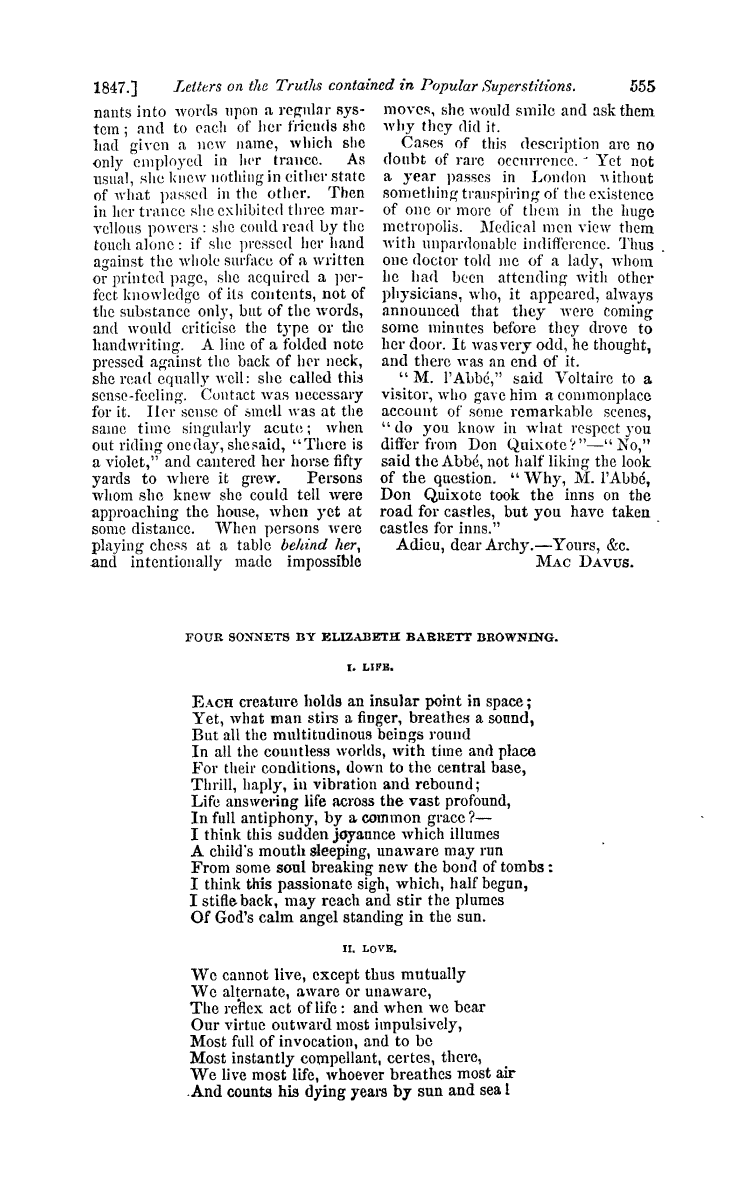 1847.] Letters on the Truths contained in Popular Superstitions. 555
nants into words upon a regular sys-
tem ; and to each of her friends she
had given a new name, which she
only employed in her trance. As
usual, she knew nothing in either state
of what passed in the other. Then
in her trance she exhibited three mar-
vellous powers : she could read by the
touch alone : if she pressed her hand
against the whole surface of a written
or printed page, she acquired a per-
fect knowledge of its contents, not of
the substance only, but of the words,
and would criticise the type or the
handwriting. A line of a folded note
pressed against the back of her neck,
she read equally well: she called this
sense-feeling. Contact was necessary
for it. Her sense of smell was at the
same time singularly acute ; when
out riding one day, she said, “There is
a violet,” and cantered her horse fifty
yards to where it grew. Persons
whom she knew she could tell were
approaching the house, when yet at
some distance. When persons were
playing chess at a table behind her,
and intentionally made impossible
moves, she would smile and ask them
why they did it.
Cases of this description are no
doubt of rare occurrence. Yet not
a year passes in London without
something transpiring of the existence
of one or more of them in the huge
metropolis. Medical men view them
with unpardonable indifference. Thus
one doctor told me of a lady, whom
he had been attending with other
physicians, who, it appeared, always
announced that they were coming
some minutes before they drove to
her door. It was very odd, he thought,
and there was an end of it.
“ M. l'Abbé,” said Voltaire to a
visitor, who gave him a commonplace
account of some remarkable scenes,
“ do you know in what respect you
differ from Don Quixote ?”—“ No,”
said the Abbé, not half liking the look
of the question. “ Why, M. l'Abbé,
Don Quixote took the inns on the
road for castles, but you have taken
castles for inns.”
Adieu, dear Archy.—Yours, &c.
MAC DAVUS.
FOUR SONNETS BY ELIZABETH BARRETT BROWNING.
I. LIFE.
EACH creature holds an insular point in space ;
Yet, what man stirs a finger, breathes a sound,
But all the multitudinous beings round
In all the countless worlds, with time and place
For their conditions, down to the central base,
Thrill, haply, in vibration and rebound ;
Life answering life across the vast profound,
In full antiphony, by a common grace ?—
I think this sudden joyaunce which illumes
A child's mouth sleeping, unaware may run
From some soul breaking new the bond of tombs :
I think this passionate sigh, which, half begun,
I stifle back, may reach and stir the plumes
Of God's calm angel standing in the sun.
II. LOVE.
We cannot live, except thus mutually
We alternate, aware or unaware,
The reflex act of life : and when we bear
Our virtue outward most impulsively,
Most full of invocation, and to be
Most instantly compellant, certes, there,
We live most life, whoever breathes most air
And counts his dying years by sun and sea !